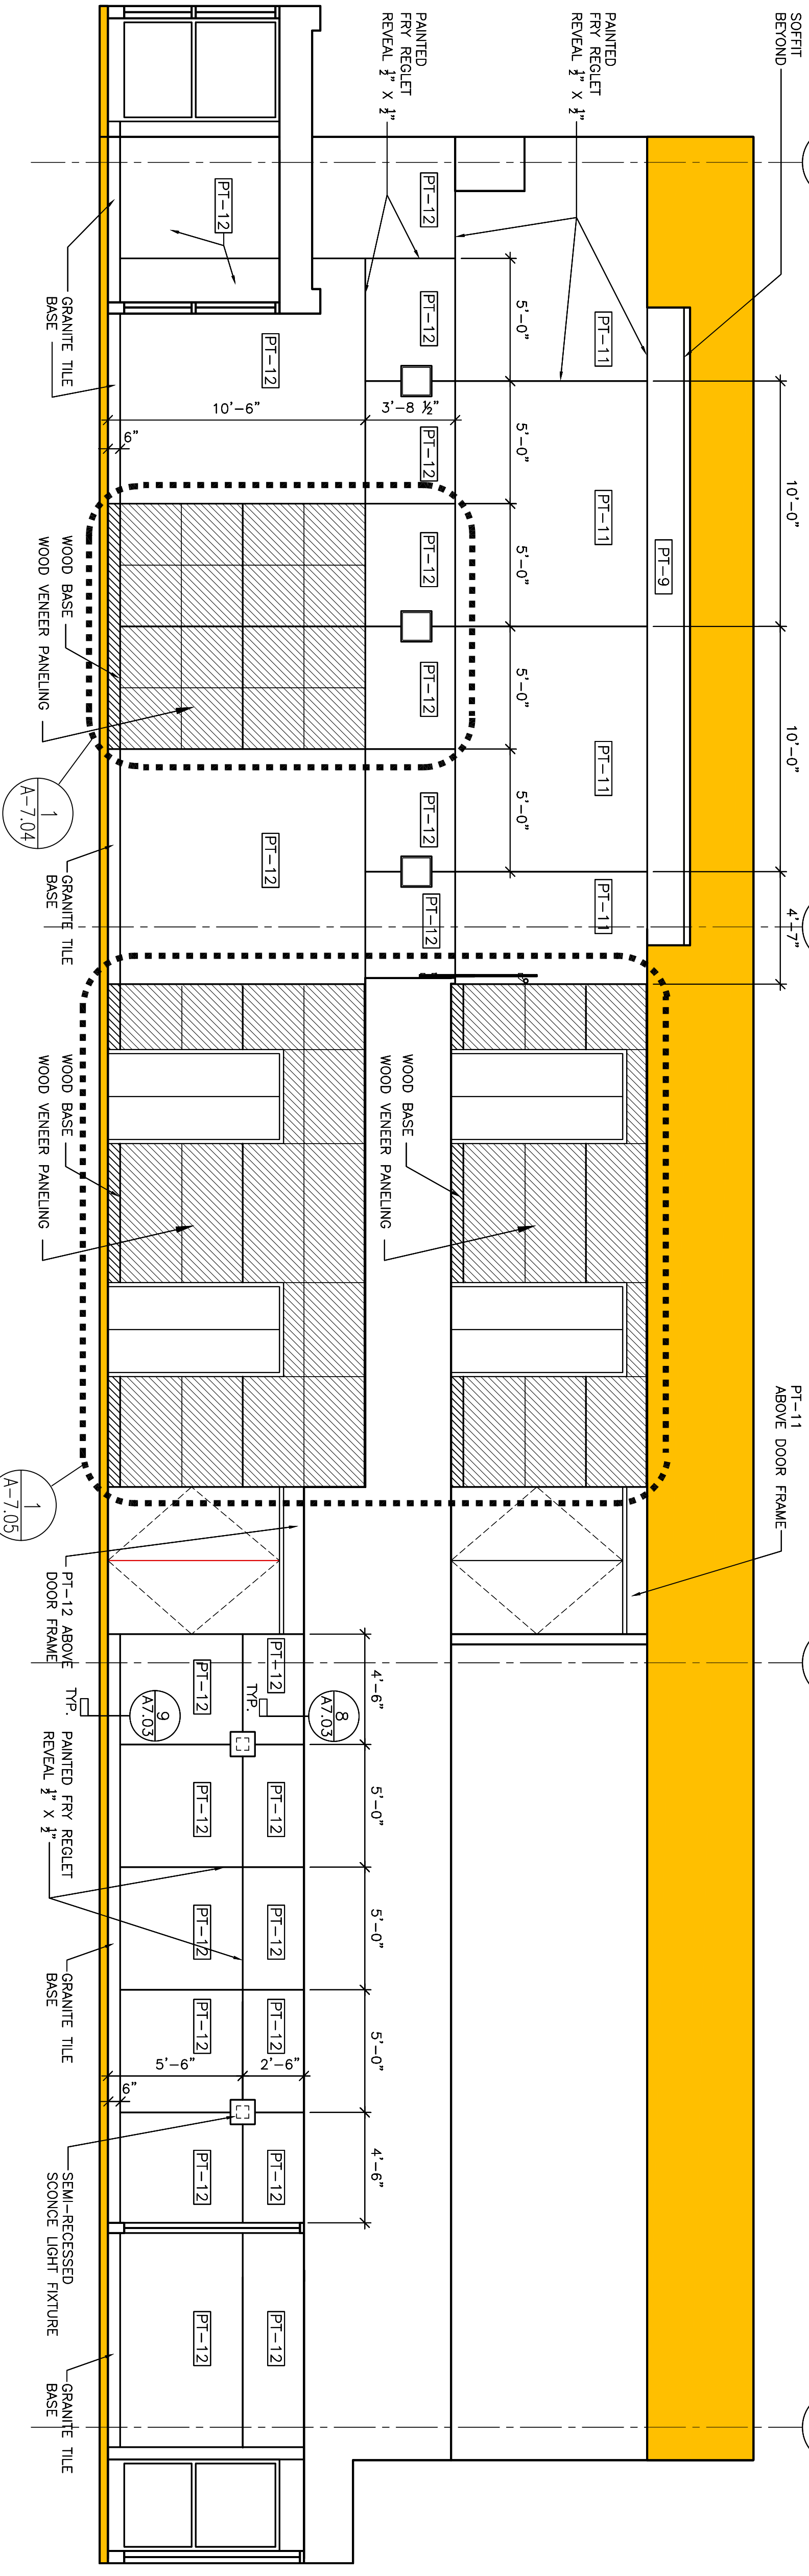 SOFFIT
BEYOND
PAINTED
FRY REGLET
REVEAL ½" X ½"
PAINTED
FRY REGLET
REVEAL ½" X ½"
10'-0"
10'-0"
4'-7"
PT-11
ABOVE DOOR FRAME
PT-9
PT-11
PT-11
PT-11
PT-11
5'-0"
5'-0"
5'-0"
5'-0"
5'-0"
PT-12
PT-12
PT-12
PT-12
PT-12
PT-12
PT-12
3'-8 ½"
10'-6"
6"
PT-12
PT-12
PT-12
WOOD BASE
WOOD VENEER PANELING
4'-6"
5'-0"
5'-0"
5'-0"
4'-6"
8
A7.03
TYP.
PT-12
PT-12
PT-12
PT-12
PT-12
PT-12
2'-6"
5'-6"
6"
PT-12
PT-12
PT-12
PT-12
PT-12
PT-12
9
A7.03
TYP.
GRANITE TILE
BASE
WOOD BASE
WOOD VENEER PANELING
1
A-7.04
GRANITE TILE
BASE
WOOD BASE
WOOD VENEER PANELING
1
A-7.05
PT-12 ABOVE
DOOR FRAME
PAINTED FRY REGLET
REVEAL ½" X ½"
GRANITE TILE
BASE
SEMI-RECESSED
SCONCE LIGHT FIXTURE
GRANITE TILE
BASE